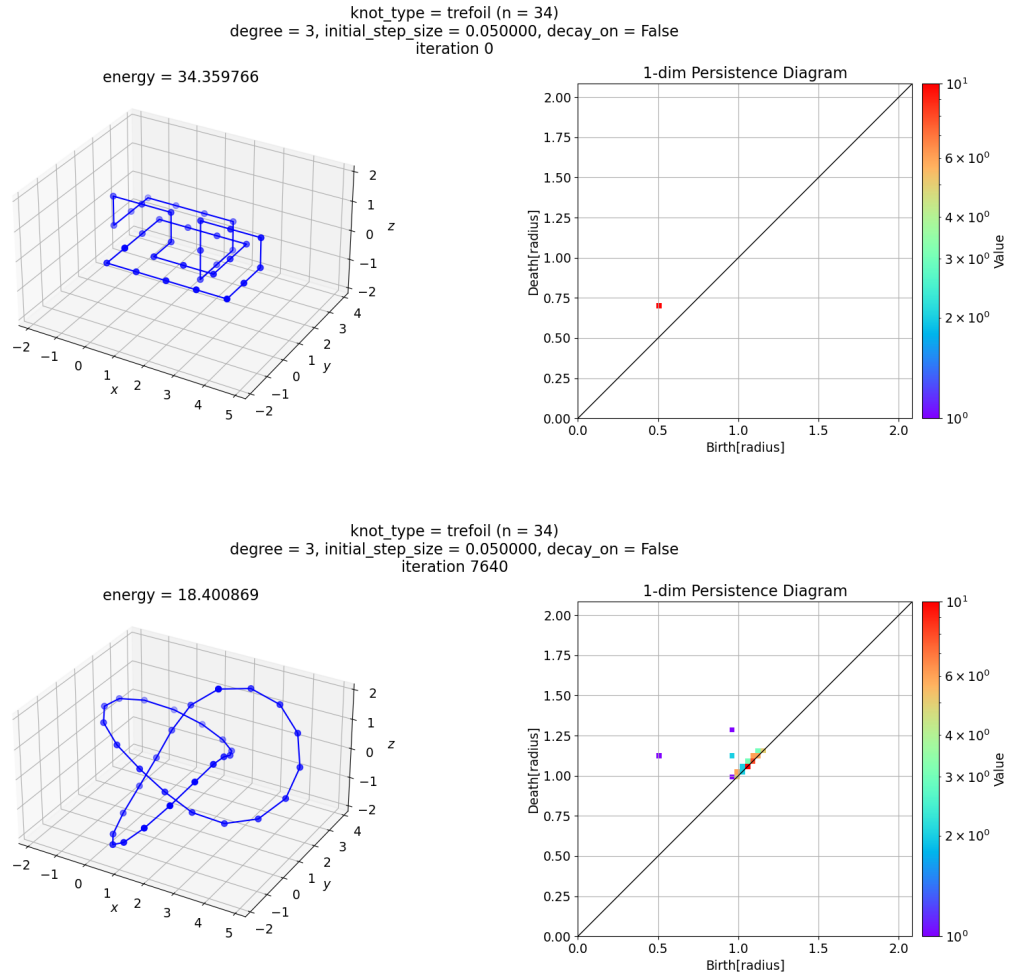 knot_type = trefoil (n = 34)
degree = 3, initial_step_size = 0.050000, decay_on = False
iteration 0
energy = 34.359766
2
1
0
−1
−2
z
4
3
2
1
0
−1
−2
y
−2
−1
0
1
2
3
4
5
x
1-dim Persistence Diagram
2.00
1.75
1.50
1.25
1.00
0.75
0.50
0.25
0.00
Death[radius]
0.0 0.5 1.0 1.5 2.0
Birth[radius]
10¹
6 × 10⁰
4 × 10⁰
3 × 10⁰
2 × 10⁰
10⁰
Value
knot_type = trefoil (n = 34)
degree = 3, initial_step_size = 0.050000, decay_on = False
iteration 7640
energy = 18.400869
2
1
0
−1
−2
z
4
3
2
1
0
−1
−2
y
−2
−1
0
1
2
3
4
5
x
1-dim Persistence Diagram
2.00
1.75
1.50
1.25
1.00
0.75
0.50
0.25
0.00
Death[radius]
0.0 0.5 1.0 1.5 2.0
Birth[radius]
10¹
6 × 10⁰
4 × 10⁰
3 × 10⁰
2 × 10⁰
10⁰
Value